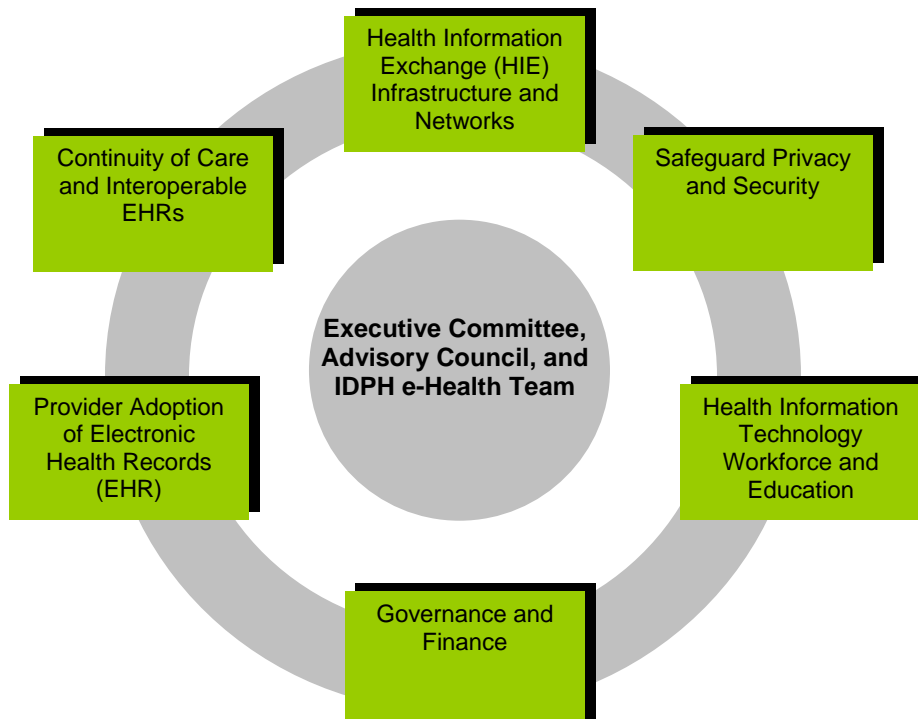 Health Information
Exchange (HIE)
Infrastructure and
Networks
Continuity of Care
and Interoperable
EHRs
Safeguard Privacy
and Security
Executive Committee,
Advisory Council, and
IDPH e-Health Team
Provider Adoption
of Electronic
Health Records
(EHR)
Health Information
Technology
Workforce and
Education
Governance and
Finance